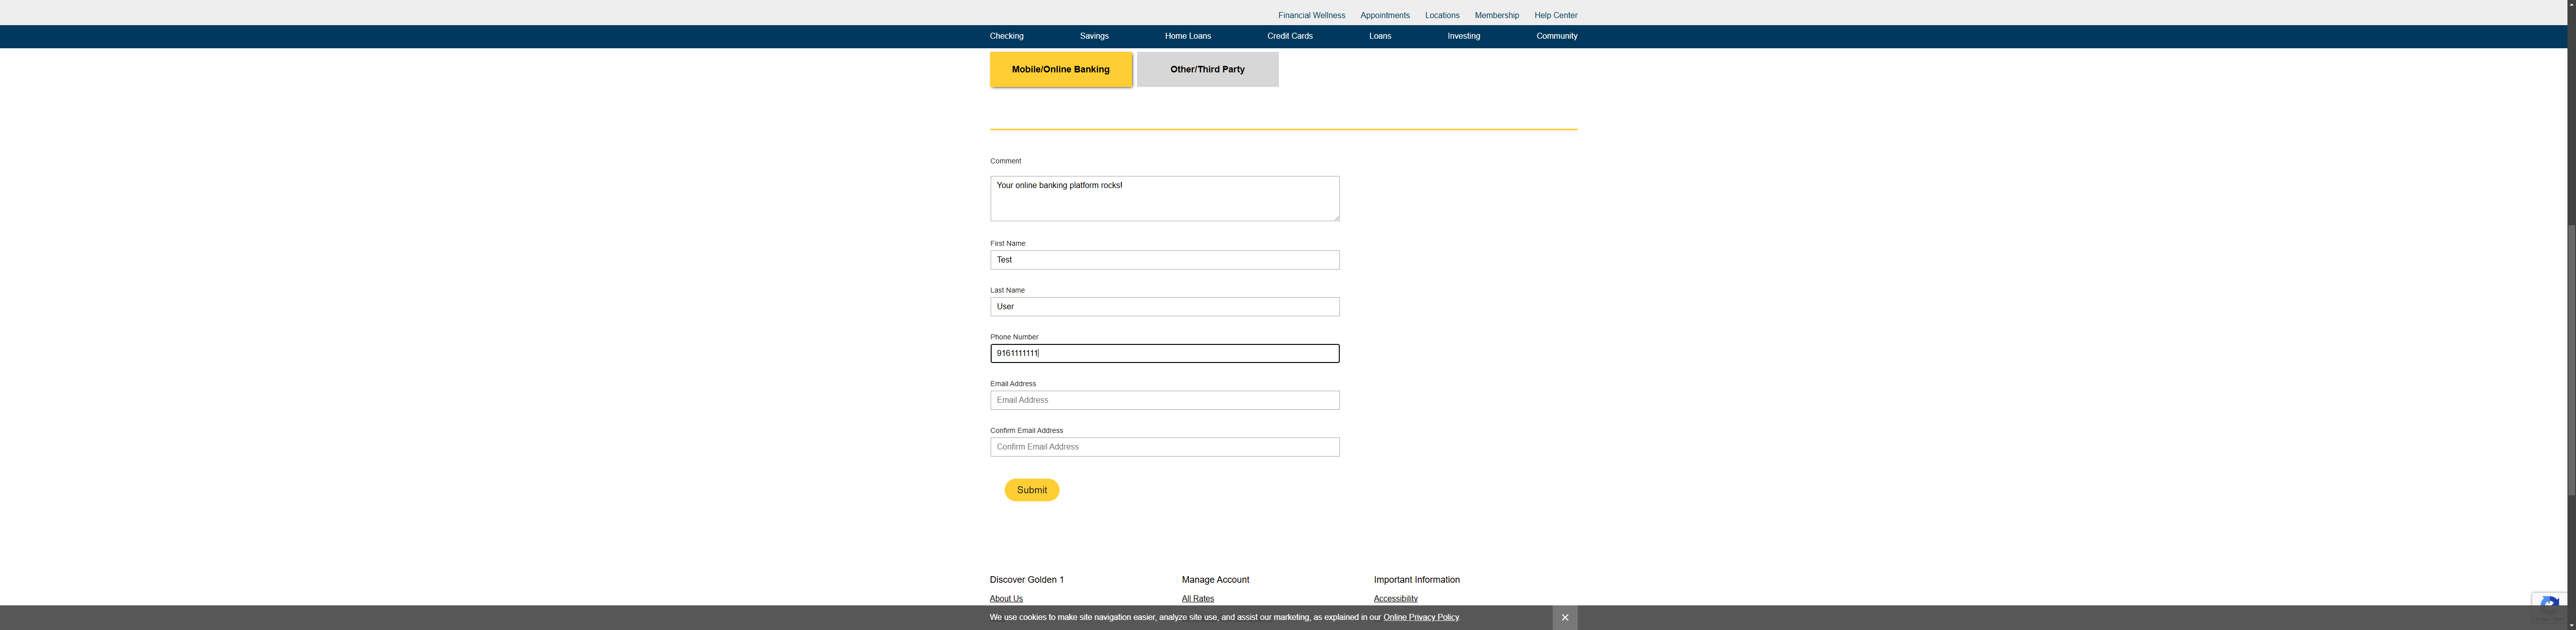 Financial Wellness Appointments Locations Membership Help Center
Checking Savings Home Loans Credit Cards Loans Investing Community
Mobile/Online Banking Other/Third Party
Comment
Your online banking platform rocks!
First Name
Test
Last Name
User
Phone Number
9161111111
Email Address
Email Address
Confirm Email Address
Confirm Email Address
Submit
Discover Golden 1 Manage Account Important Information
About Us All Rates Accessibility
We use cookies to make site navigation easier, analyze site use, and assist our marketing, as explained in our Online Privacy Policy.